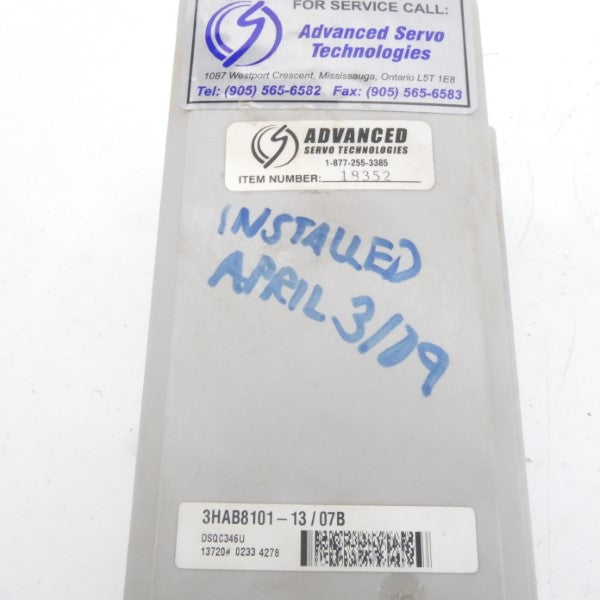 FOR SERVICE CALL:
Advanced Servo
Technologies
1087 Westport Crescent, Mississauga, Ontario L5T 1E8
Tel: (905) 565-6582 Fax: (905) 565-6583
ADVANCED
SERVO TECHNOLOGIES
1-877-255-3385
ITEM NUMBER: 18352
INSTALLED
APRIL 3/09
3HAB8101-13/07B
DSQC346U
13720# 0233 4278